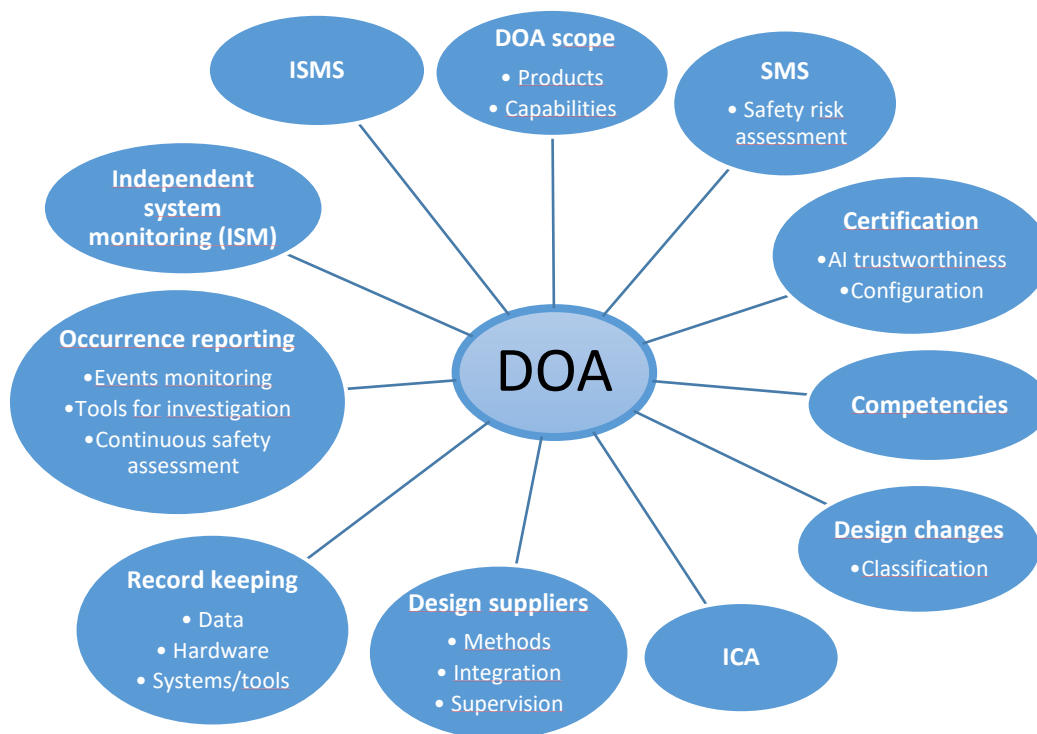 DOA scope
• Products
• Capabilities
ISMS
SMS
• Safety risk
assessment
Independent
system
monitoring (ISM)
Certification
•AI trustworthiness
•Configuration
Occurrence reporting
•Events monitoring
•Tools for investigation
•Continuous safety
assessment
DOA
Competencies
Design changes
•Classification
Record keeping
• Data
• Hardware
• Systems/tools
Design suppliers
• Methods
• Integration
• Supervision
ICA